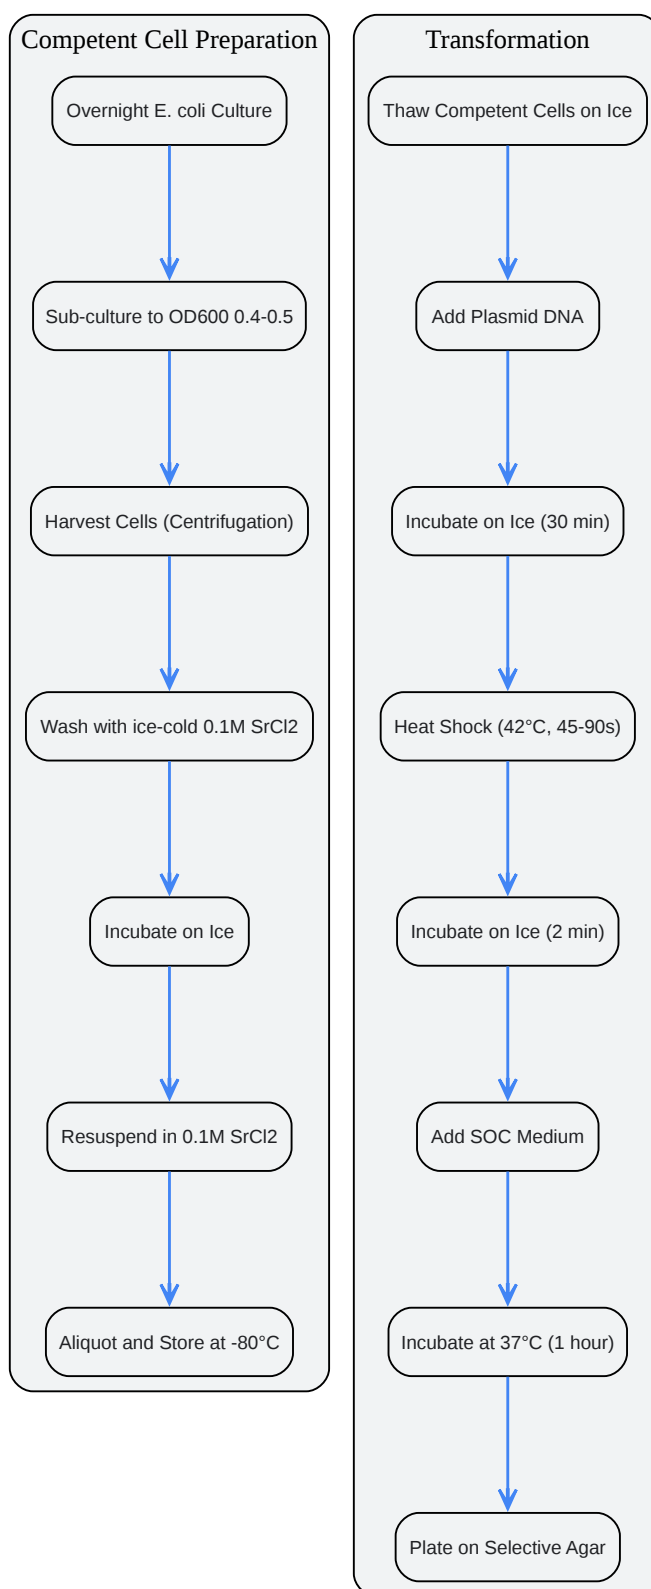 Competent Cell Preparation
Overnight E. coli Culture
Sub-culture to OD600 0.4-0.5
Harvest Cells (Centrifugation)
Wash with ice-cold 0.1M SrCl2
Incubate on Ice
Resuspend in 0.1M SrCl2
Aliquot and Store at -80°C
Transformation
Thaw Competent Cells on Ice
Add Plasmid DNA
Incubate on Ice (30 min)
Heat Shock (42°C, 45-90s)
Incubate on Ice (2 min)
Add SOC Medium
Incubate at 37°C (1 hour)
Plate on Selective Agar